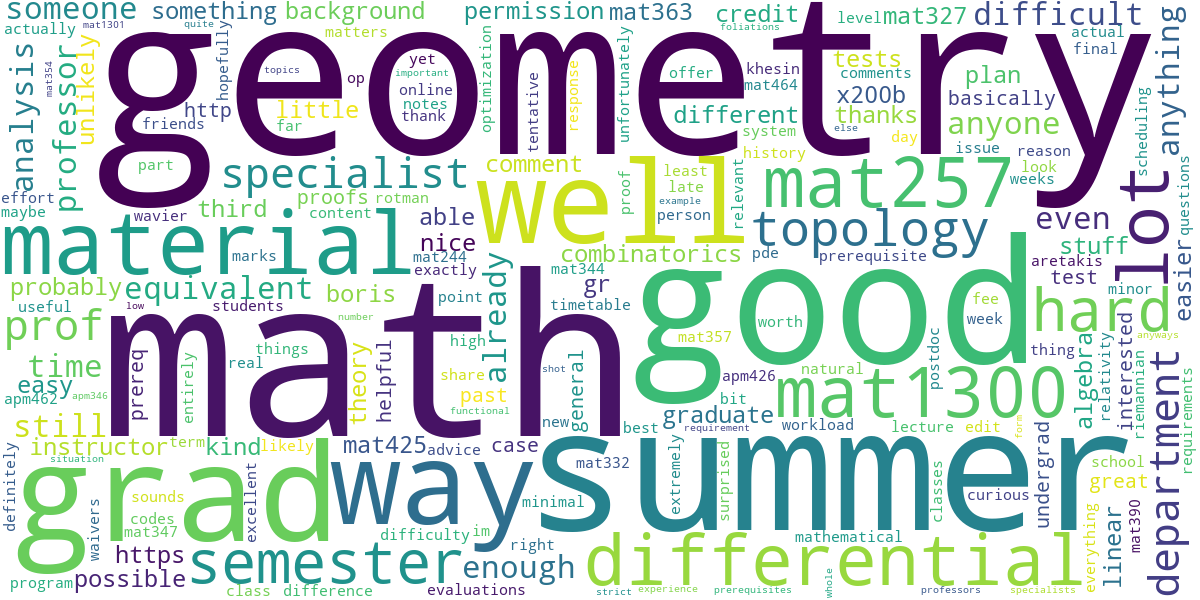 someone
mat1301
something
background
permission
mat363
credit
level
mat327
difficult
actually
quite
matters
foliations
actual
final
geometry
analysis
professor
mat354
unlikely
hopefully
http
friends
part
topics
little
far
op
yet
important
online
notes
thank
optimization
tentative
response
unfortunately
offer
different
system
history
khesin
mat464
tests
comments
x200b
thanks
day
else
plan
basically
anyone
issue
reason
look
weeks
scheduling
anything
questions
effort
maybe
wavier
specialist
third
proofs
rotman
content
comment
well
able
nice
mat244
exactly
proof
least
late
example
person
relevant
mat257
topology
pde
prerequisite
even
stuff
aretakis
test
minor
easier
lot
material
marks
probably
equivalent
useful
students
boris
combinatorics
gr
mat344
timetable
already
point
high
prof
low
number
math
time
easy
apm462
apm346
prereq
things
real
entirely
theory
helpful
share
past
functional
shot
general
new
good
worth
mat357
fee
week
hard
thing
anyways
postdoc
natural
apm426
bit
mat1300
algebra
relativity
interested
riemannian
department
requirements
still
instructor
term
kind
likely
situation
mat425
advice
case
best
graduate
requirement
workload
lecture
edit
form
undergrad
school
great
definitely
grad
sounds
codes
mat347
waivers
excellent
https
way
summer
mat332
minimal
extremely
surprised
classes
curious
everything
linear
mat390
program
possible
semester
class
difference
difficulty
im
right
enough
evaluations
strict
experience
differential
mathematical
prerequisites
whole
professors
specialists